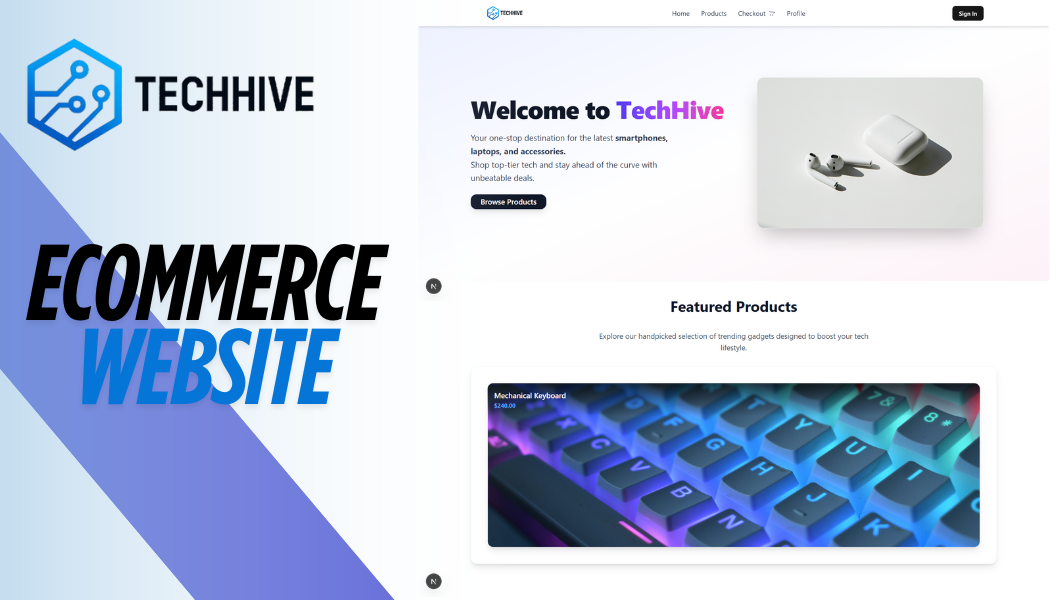 TECHHIVE
ECOMMERCE
WEBSITE
TECHHIVE
Home Products Checkout Profile
Sign In
Welcome to TechHive
Your one-stop destination for the latest smartphones,
laptops, and accessories.
Shop top-tier tech and stay ahead of the curve with
unbeatable deals.
Browse Products
N
Featured Products
Explore our handpicked selection of trending gadgets designed to boost your tech
lifestyle.
Mechanical Keyboard
$240.00
7 8 *
T Y U I
F G H J K
X C V B N
N